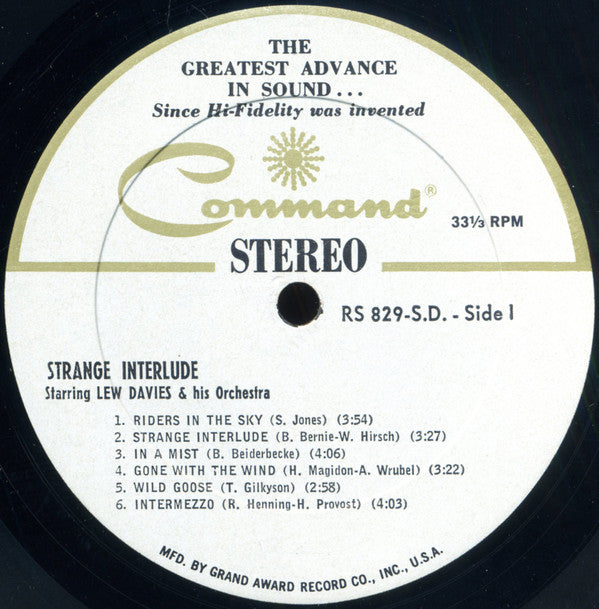 THE
GREATEST ADVANCE
IN SOUND...
Since Hi-Fidelity was invented
Command®
33⅓ RPM
STEREO
RS 829-S.D. - Side 1
STRANGE INTERLUDE
Starring LEW DAVIES & his Orchestra
1. RIDERS IN THE SKY (S. Jones) (3:54)
2. STRANGE INTERLUDE (B. Bernie-W. Hirsch) (3:27)
3. IN A MIST (B. Beiderbecke) (4:06)
4. GONE WITH THE WIND (H. Magidon-A. Wrubel) (3:22)
5. WILD GOOSE (T. Gilkyson) (2:58)
6. INTERMEZZO (R. Henning-H. Provost) (4:03)
MFD. BY GRAND AWARD RECORD CO., INC., U.S.A.